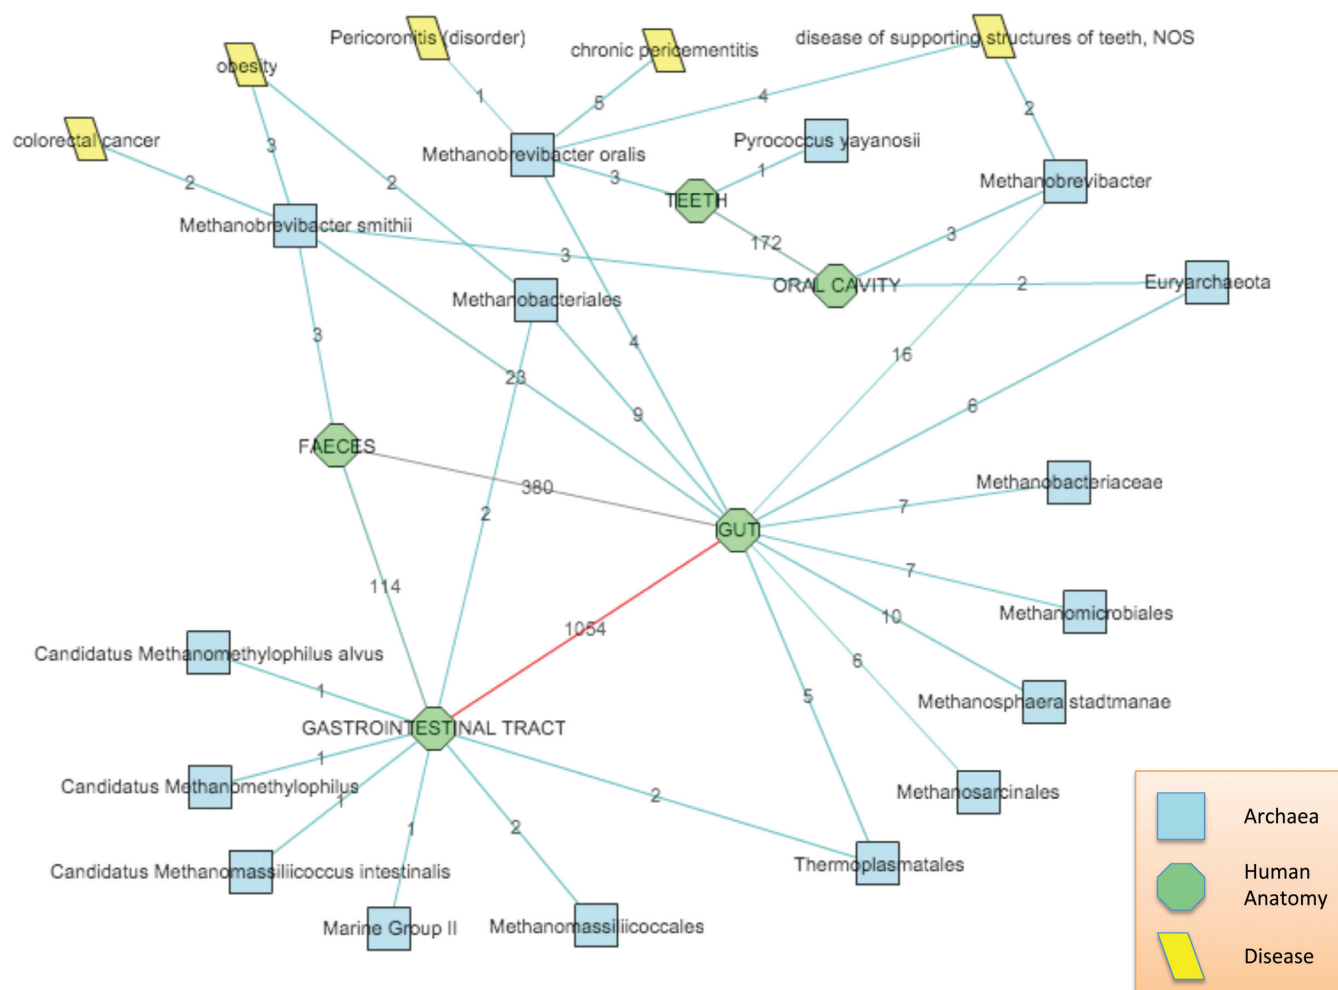 Pericoronitis (disorder)
chronic pericementitis
disease of supporting structures of teeth, NOS
obesity
1
5
4
2
colorectal cancer
3
Pyrococcus yayanosii
Methanobrevibacter oralis
1
2
2
3
Methanobrevibacter
TEETH
Methanobrevibacter smithii
172
3
3
ORAL CAVITY
2
Euryarchaeota
Methanobacteriales
3
4
16
23
9
6
FAECES
Methanobacteriaceae
380
7
2
GUT
7
114
Methanomicrobiales
10
1054
Candidatus Methanomethylophilus alvus
6
1
5
Methanosphaera stadtmanae
GASTROINTESTINAL TRACT
1
Candidatus Methanomethylophilus
Methanosarcinales
1
2
1
2
Thermoplasmatales
Candidatus Methanomassiliicoccus intestinalis
Marine Group II
Methanomassiliicoccales
Archaea
Human
Anatomy
Disease